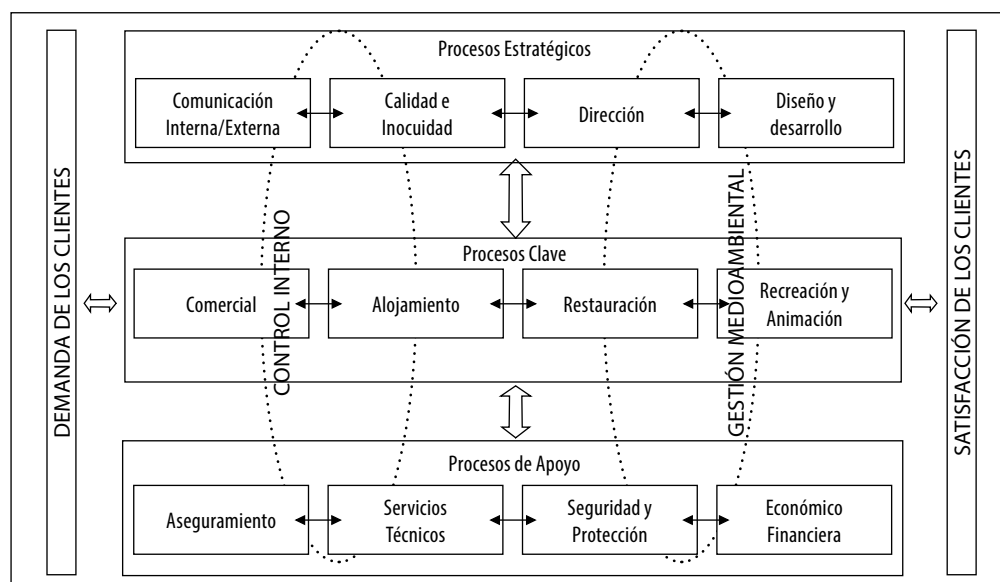 DEMANDA DE LOS CLIENTES
Procesos Estratégicos
Comunicación
Interna/Externa
Calidad e
Inocuidad
Dirección
Diseño y
desarrollo
CONTROL INTERNO
GESTIÓN MEDIOAMBIENTAL
Procesos Clave
Comercial
Alojamiento
Restauración
Recreación y
Animación
Procesos de Apoyo
Aseguramiento
Servicios
Técnicos
Seguridad y
Protección
Económico
Financiera
SATISFACCIÓN DE LOS CLIENTES